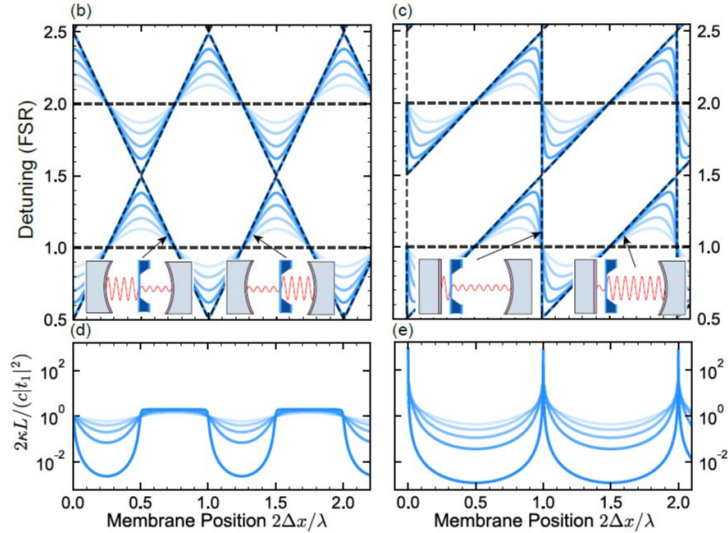 (b)
(c)
2.5
2.0
1.5
1.0
0.5
Detuning (FSR)
2.5
2.0
1.5
1.0
0.5
(d)
(e)
10²
10⁰
10⁻²
2κL/(c|t₁|²)
10²
10⁰
10⁻²
0.0 0.5 1.0 1.5 2.0
0.0 0.5 1.0 1.5 2.0
Membrane Position 2Δx/λ
Membrane Position 2Δx/λ